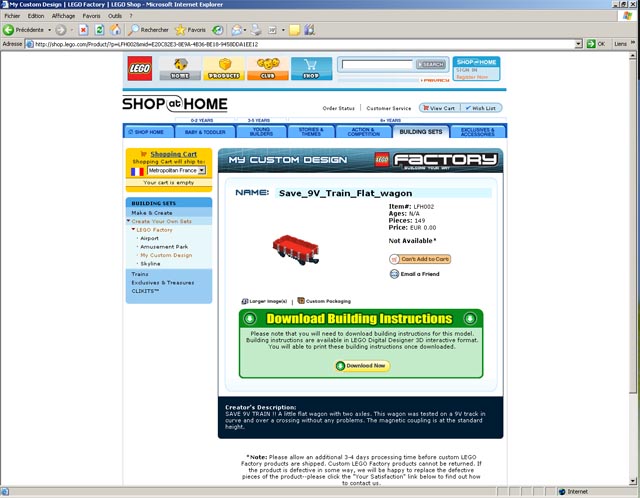 My Custom Design | LEGO Factory | LEGO Shop - Microsoft Internet Explorer
Fichier Edition Affichage Favoris Outils ?
Précédente Rechercher Favoris
Adresse http://shop.lego.com/Product/?p=LFH002&mid=E20C82E3-8E9A-4B36-BE18-9458DDA1EE12 OK Liens
LEGO HOME PRODUCTS CLUB SHOP SEARCH SHOP at HOME
SIGN IN
Register Now
SHOP at HOME
Order Status | Customer Service View Cart Wish List
0-2 YEARS 3-5 YEARS 6+ YEARS
SHOP HOME BABY & TODDLER YOUNG BUILDERS STORIES & THEMES ACTION & COMPETITION BUILDING SETS EXCLUSIVES & ACCESSORIES
Shopping Cart
Shopping Cart will ship to:
Metropolitan France
Your cart is empty
BUILDING SETS
Make & Create
Create Your Own Sets
LEGO Factory
Airport
Amusement Park
My Custom Design
Skyline
Trains
Exclusives & Treasures
CLIKITS™
MY CUSTOM DESIGN LEGO FACTORY
BUILDING YOUR WAY
NAME: Save_9V_Train_Flat_wagon
Item#: LFH002
Ages: N/A
Pieces: 149
Price: EUR 0.00
Not Available*
Can't Add to Cart
Email a Friend
Larger Image(s) | Custom Packaging
Download Building Instructions
Please note that you will need to download building instructions for this model.
Building instructions are available in LEGO Digital Designer 3D interactive format.
You will able to print these building instructions once downloaded.
Download Now
Creator's Description:
SAVE 9V TRAIN !! A little flat wagon with two axles. This wagon was tested on a 9V track in
curve and over a crossing without any problems. The magnetic coupling is at the standard
height.
*Note: Please allow an additional 3-4 days processing time before custom LEGO
Factory products are shipped. Custom LEGO Factory products cannot be returned. If
the product is defective in some way, we will be happy to replace the defective
pieces of the product--please click the "Your Satisfaction" link below to find out how
to contact us.
Internet